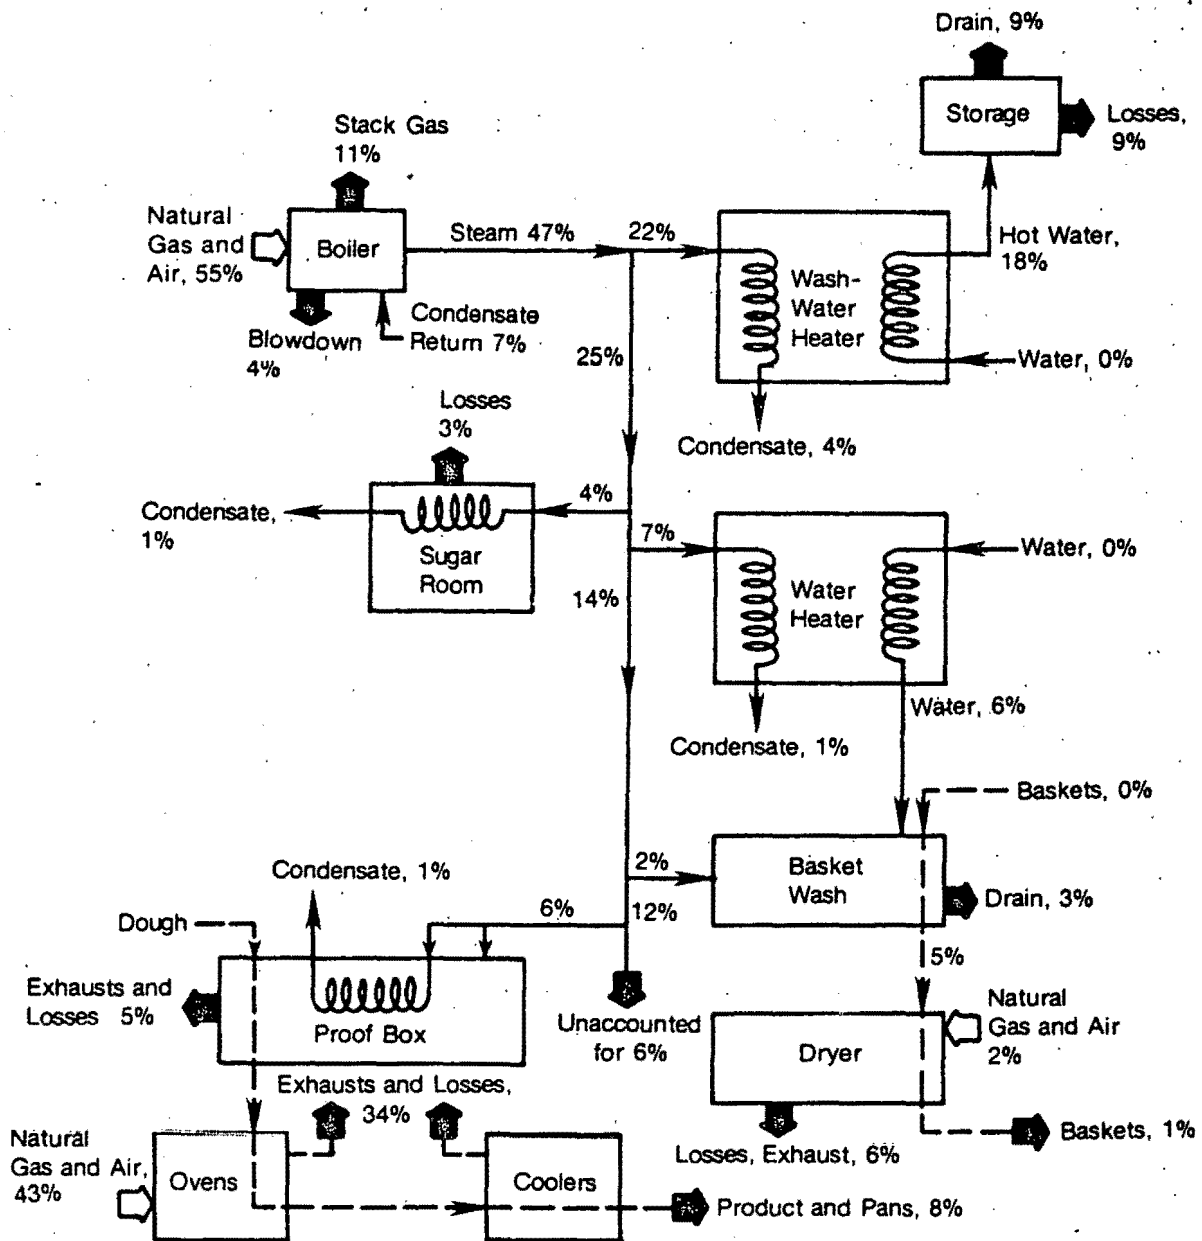 Drain, 9%
Storage
Losses,
9%
Stack Gas
11%
Natural
Gas and
Air, 55%
Boiler
Steam 47%
22%
Hot Water,
18%
Wash-
Water
Heater
Blowdown
4%
Condensate
Return 7%
25%
Water, 0%
Losses
3%
Condensate, 4%
4%
Condensate,
1%
Sugar
Room
7%
Water, 0%
14%
Water
Heater
Water, 6%
Condensate, 1%
Baskets, 0%
Condensate, 1%
2%
Basket
Wash
Drain, 3%
Dough
6%
12%
5%
Exhausts and
Losses 5%
Proof Box
Unaccounted
for 6%
Natural
Gas and Air
2%
Dryer
Exhausts and Losses,
34%
Baskets, 1%
Natural
Gas and Air,
43%
Ovens
Coolers
Losses, Exhaust, 6%
Product and Pans, 8%